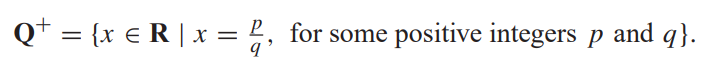 Q⁺ = {x ∈ R | x = p/q, for some positive integers p and q}.